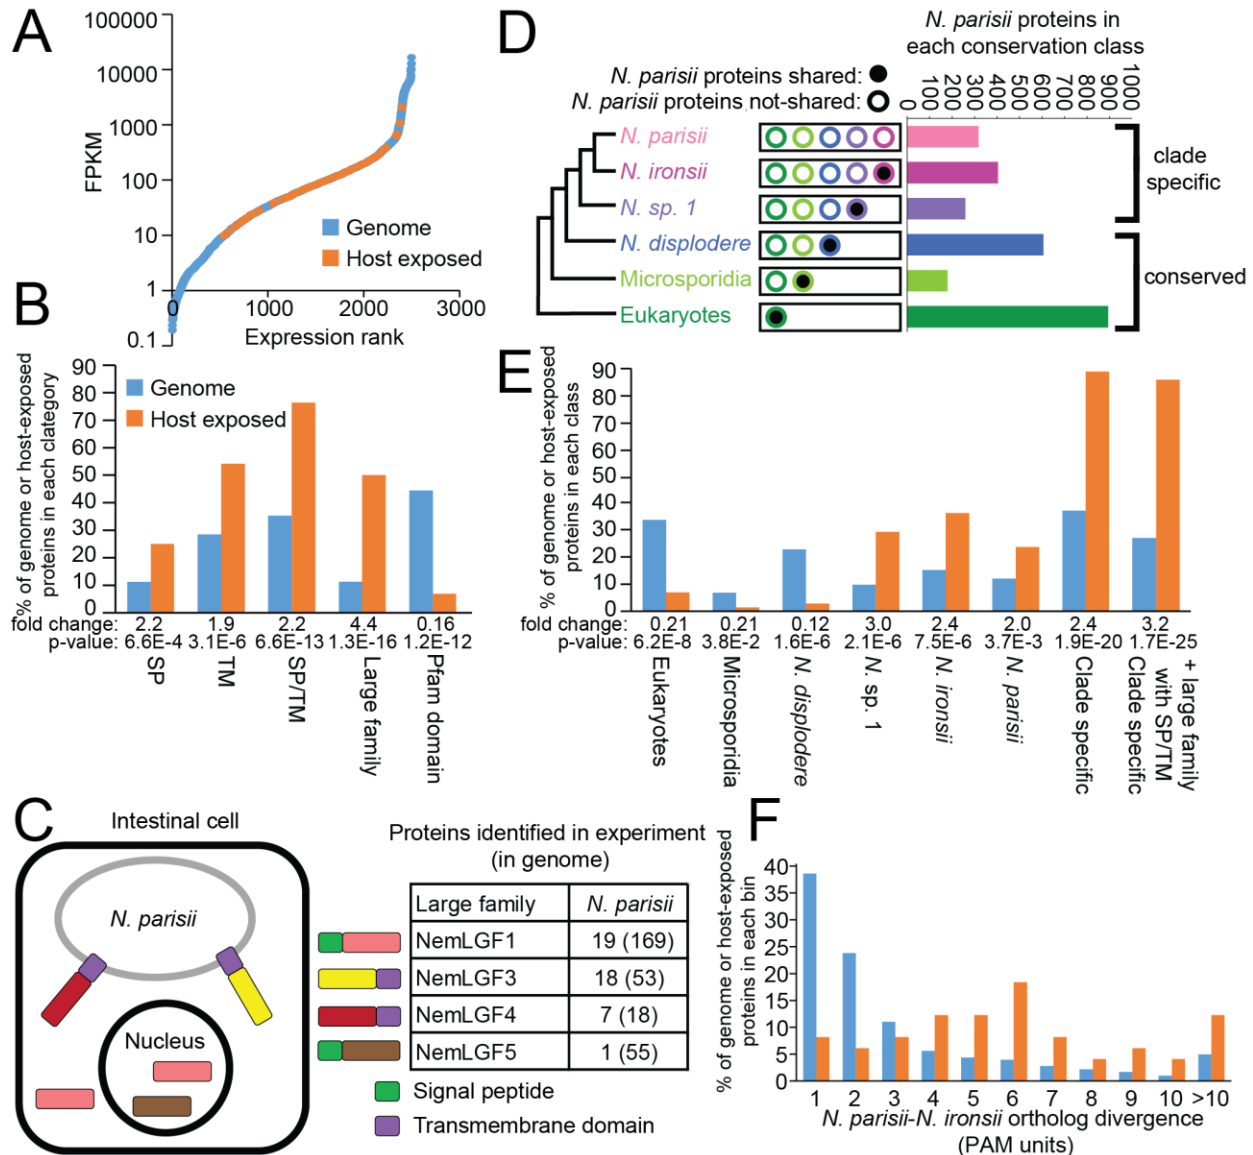 A
100000
10000
1000
100
10
1
0.1
FPKM
0
1000
2000
3000
Expression rank
Genome
Host exposed
B
% of genome or host-exposed
proteins in each clategory
90
80
70
60
50
40
30
20
10
0
Genome
Host exposed
fold change: 2.2 1.9 2.2 4.4 0.16
p-value: 6.6E-4 3.1E-6 6.6E-13 1.3E-16 1.2E-12
SP
TM
SP/TM
Large family
Pfam domain
C
Intestinal cell
N. parisii
Nucleus
Proteins identified in experiment
(in genome)
Large family N. parisii
NemLGF1 19 (169)
NemLGF3 18 (53)
NemLGF4 7 (18)
NemLGF5 1 (55)
Signal peptide
Transmembrane domain
D
N. parisii proteins in
each conservation class
N. parisii proteins shared:
N. parisii proteins not-shared:
0
100
200
300
400
500
600
700
800
900
1000
N. parisii
N. ironsii
N. sp. 1
N. displodere
Microsporidia
Eukaryotes
clade
specific
conserved
E
% of genome or host-exposed
proteins in each class
90
80
70
60
50
40
30
20
10
0
fold change: 0.21 0.21 0.12 3.0 2.4 2.0 2.4 3.2
p-value: 6.2E-8 3.8E-2 1.6E-6 2.1E-6 7.5E-6 3.7E-3 1.9E-20 1.7E-25
Eukaryotes
Microsporidia
N. displodere
N. sp. 1
N. ironsii
N. parisii
Clade specific
Clade specific
+ large family
with SP/TM
F
% of genome or host-exposed
proteins in each bin
40
35
30
25
20
15
10
5
0
1 2 3 4 5 6 7 8 9 10 >10
N. parisii-N. ironsii ortholog divergence
(PAM units)